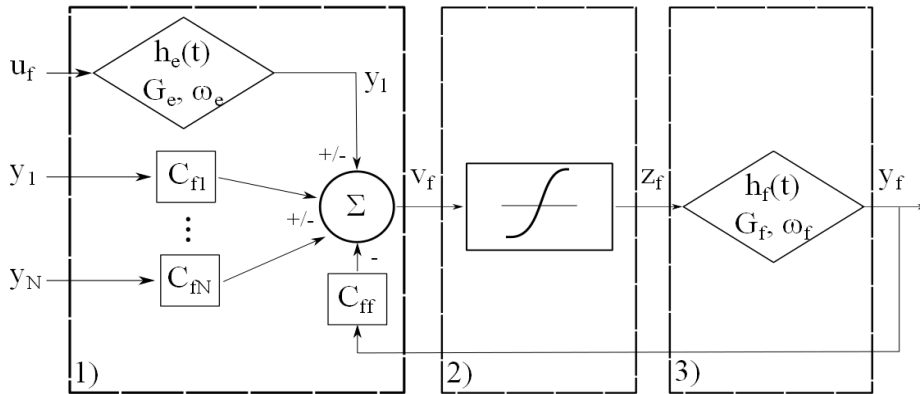 u_f
h_e(t)
G_e, ω_e
y_1
+/-
y_1
C_f1
+/-
Σ
v_f
z_f
h_f(t)
G_f, ω_f
y_f
⋮
-
y_N
C_fN
C_ff
1)
2)
3)